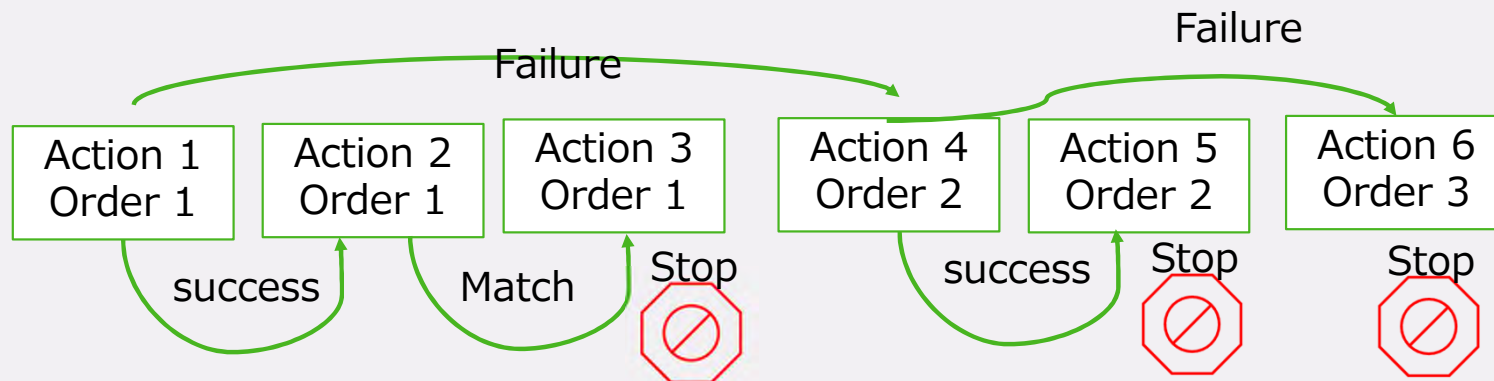 Failure
Failure
Action 1
Order 1
Action 2
Order 1
Action 3
Order 1
Action 4
Order 2
Action 5
Order 2
Action 6
Order 3
success
Match
Stop
success
Stop
Stop